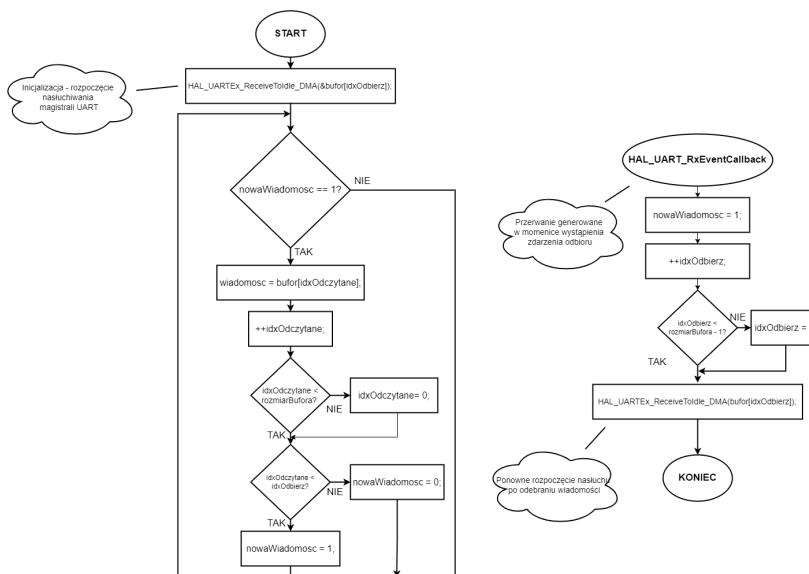 START
Inicjalizacja - rozpoczęcie
nasłuchiwania
magistrali UART
HAL_UARTEx_ReceiveToIdle_DMA(&bufor[idxOdbierz]);
nowaWiadomosc == 1?
NIE
TAK
wiadomosc = bufor[idxOdczytane];
++idxOdczytane;
idxOdczytane <
rozmiarBufora?
NIE
idxOdczytane= 0;
TAK
idxOdczytane <
idxOdbierz?
NIE
nowaWiadomosc = 0;
TAK
nowaWiadomosc = 1;
HAL_UART_RxEventCallback
Przerwanie generowane
w momenice wystąpienia
zdarzenia odbioru
nowaWiadomosc = 1;
++idxOdbierz;
idxOdbierz <
rozmiarBufora - 1?
NIE
idxOdbierz =
TAK
HAL_UARTEx_ReceiveToIdle_DMA(bufor[idxOdbierz]);
Ponowne rozpoczęcie nasłuchu
po odebraniu wiadomości
KONIEC